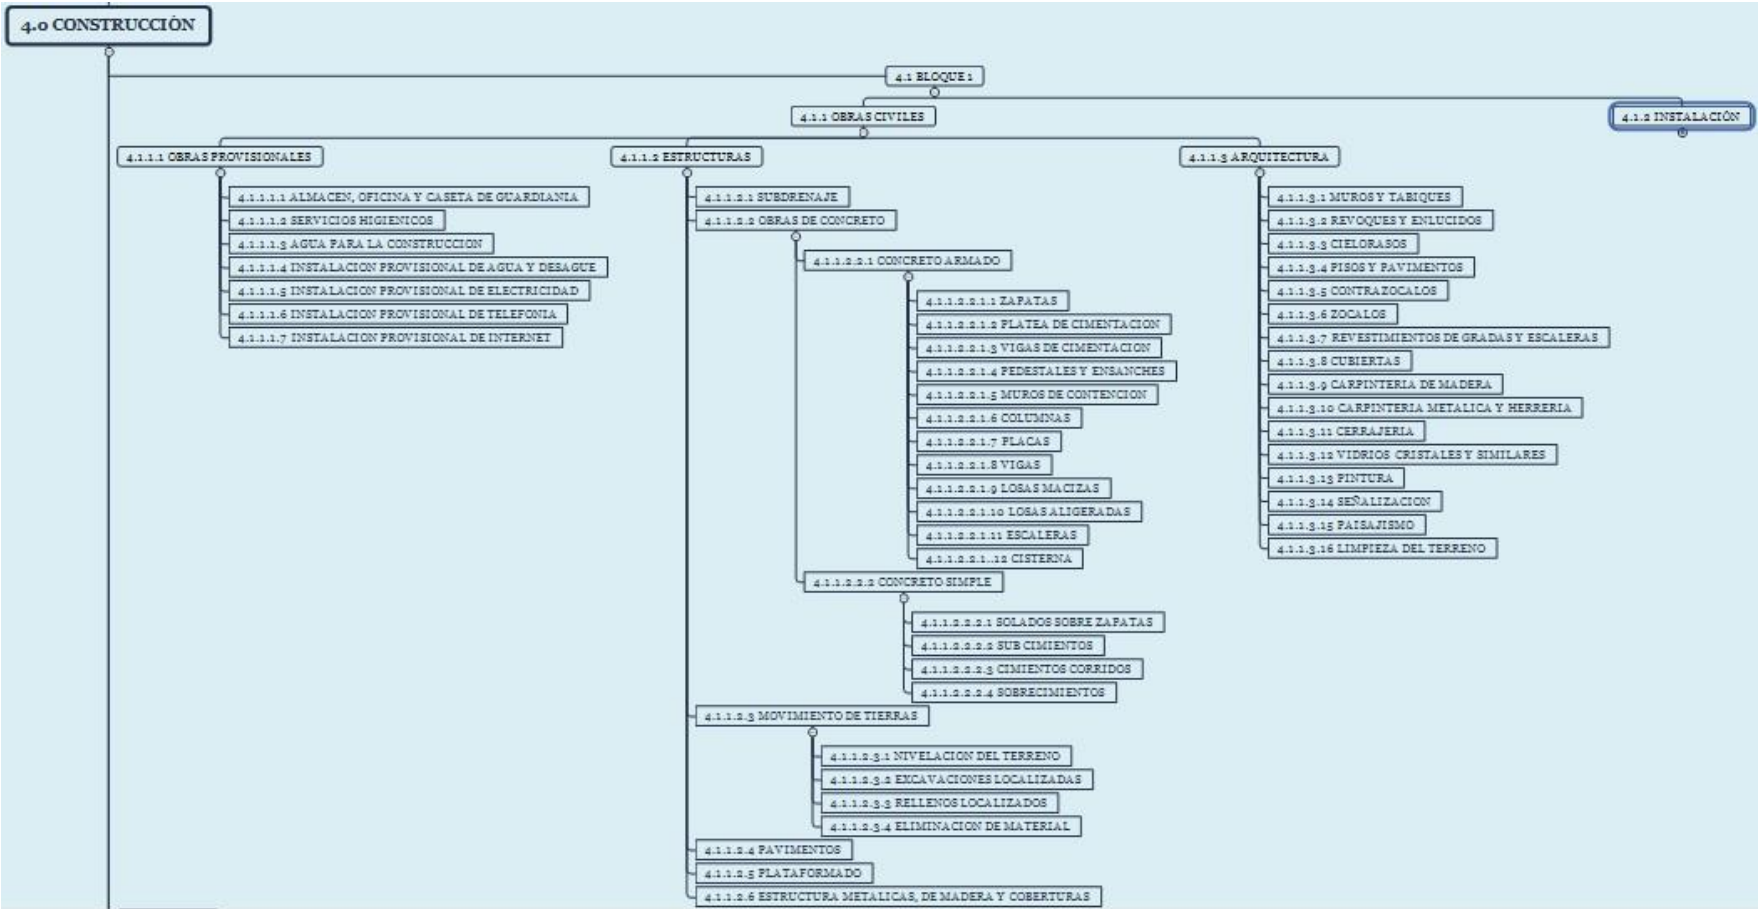 4.0 CONSTRUCCIÓN
4.1 BLOQUE 1
4.1.1 OBRAS CIVILES
4.1.2 INSTALACIÓN
4.1.1.1 OBRAS PROVISIONALES
4.1.1.1.1 ALMACEN, OFICINA Y CASETA DE GUARDIANIA
4.1.1.1.2 SERVICIOS HIGIENICOS
4.1.1.1.3 AGUA PARA LA CONSTRUCCION
4.1.1.1.4 INSTALACION PROVISIONAL DE AGUA Y DESAGUE
4.1.1.1.5 INSTALACION PROVISIONAL DE ELECTRICIDAD
4.1.1.1.6 INSTALACION PROVISIONAL DE TELEFONIA
4.1.1.1.7 INSTALACION PROVISIONAL DE INTERNET
4.1.1.2 ESTRUCTURAS
4.1.1.2.1 SUBDRENAJE
4.1.1.2.2 OBRAS DE CONCRETO
4.1.1.2.2.1 CONCRETO ARMADO
4.1.1.2.2.1.1 ZAPATAS
4.1.1.2.2.1.2 PLATEA DE CIMENTACION
4.1.1.2.2.1.3 VIGAS DE CIMENTACION
4.1.1.2.2.1.4 PEDESTALES Y ENSANCHES
4.1.1.2.2.1.5 MUROS DE CONTENCION
4.1.1.2.2.1.6 COLUMNAS
4.1.1.2.2.1.7 PLACAS
4.1.1.2.2.1.8 VIGAS
4.1.1.2.2.1.9 LOSAS MACIZAS
4.1.1.2.2.1.10 LOSAS ALIGERADAS
4.1.1.2.2.1.11 ESCALERAS
4.1.1.2.2.1..12 CISTERNA
4.1.1.2.2.2 CONCRETO SIMPLE
4.1.1.2.2.2.1 SOLADOS SOBRE ZAPATAS
4.1.1.2.2.2.2 SUB CIMIENTOS
4.1.1.2.2.2.3 CIMIENTOS CORRIDOS
4.1.1.2.2.2.4 SOBRECIMIENTOS
4.1.1.2.3 MOVIMIENTO DE TIERRAS
4.1.1.2.3.1 NIVELACION DEL TERRENO
4.1.1.2.3.2 EXCAVACIONES LOCALIZADAS
4.1.1.2.3.3 RELLENOS LOCALIZADOS
4.1.1.2.3.4 ELIMINACION DE MATERIAL
4.1.1.2.4 PAVIMENTOS
4.1.1.2.5 PLATAFORMADO
4.1.1.2.6 ESTRUCTURA METALICAS, DE MADERA Y COBERTURAS
4.1.1.3 ARQUITECTURA
4.1.1.3.1 MUROS Y TABIQUES
4.1.1.3.2 REVOQUES Y ENLUCIDOS
4.1.1.3.3 CIELORASOS
4.1.1.3.4 PISOS Y PAVIMENTOS
4.1.1.3.5 CONTRAZOCALOS
4.1.1.3.6 ZOCALOS
4.1.1.3.7 REVESTIMIENTOS DE GRADAS Y ESCALERAS
4.1.1.3.8 CUBIERTAS
4.1.1.3.9 CARPINTERIA DE MADERA
4.1.1.3.10 CARPINTERIA METALICA Y HERRERIA
4.1.1.3.11 CERRAJERIA
4.1.1.3.12 VIDRIOS CRISTALES Y SIMILARES
4.1.1.3.13 PINTURA
4.1.1.3.14 SEÑALIZACION
4.1.1.3.15 PAISAJISMO
4.1.1.3.16 LIMPIEZA DEL TERRENO